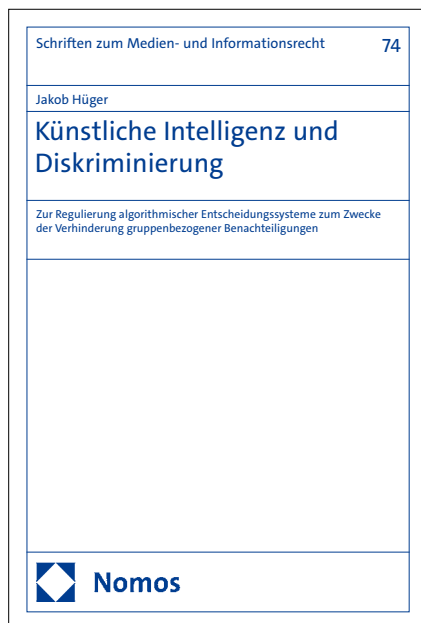 Schriften zum Medien- und Informationsrecht 74
Jakob Hüger
Künstliche Intelligenz und
Diskriminierung
Zur Regulierung algorithmischer Entscheidungssysteme zum Zwecke
der Verhinderung gruppenbezogener Benachteiligungen
Nomos